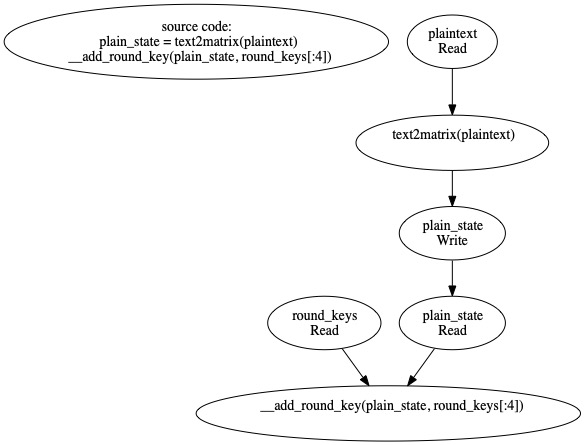 source code:
plain_state = text2matrix(plaintext)
__add_round_key(plain_state, round_keys[:4])
plaintext
Read
text2matrix(plaintext)
plain_state
Write
round_keys
Read
plain_state
Read
__add_round_key(plain_state, round_keys[:4])